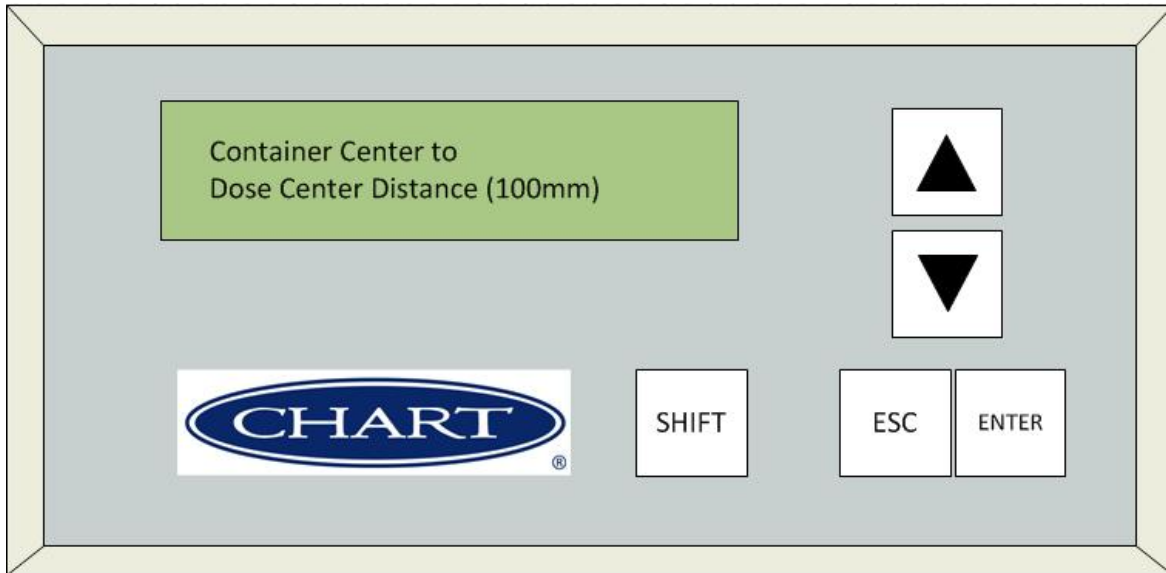 Container Center to
Dose Center Distance (100mm)
CHART
®
SHIFT
ESC
ENTER